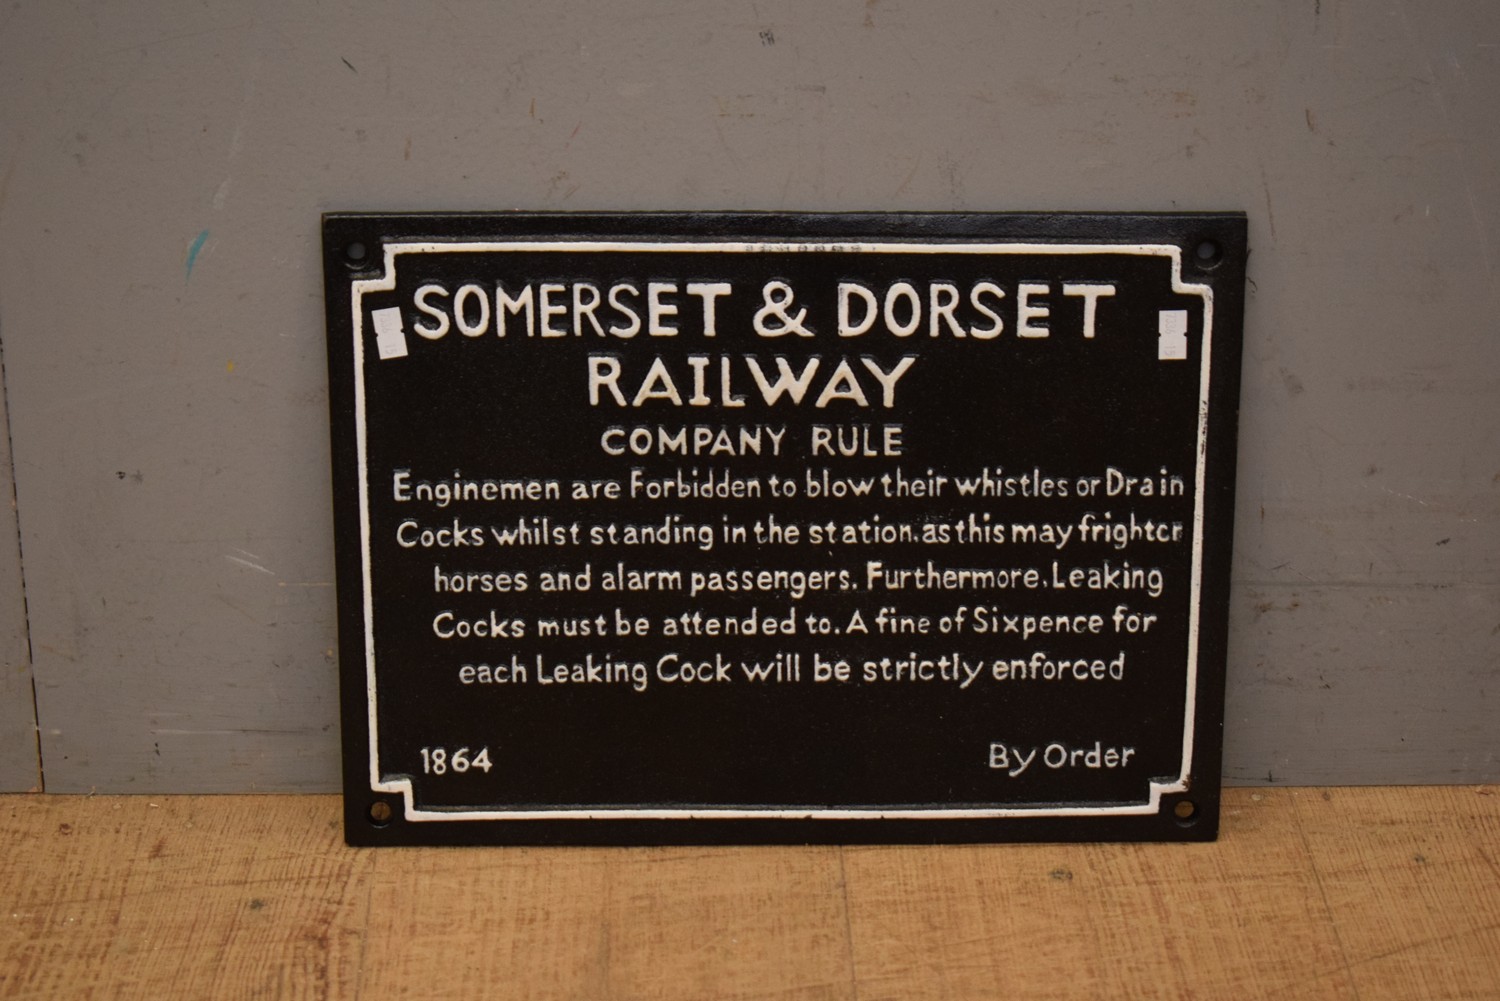 SOMERSET & DORSET
RAILWAY
COMPANY RULE
Enginemen are Forbidden to blow their whistles or Drain
Cocks whilst standing in the station. as this may frighter
horses and alarm passengers. Furthermore. Leaking
Cocks must be attended to. A fine of Sixpence for
each Leaking Cock will be strictly enforced
1864 By Order